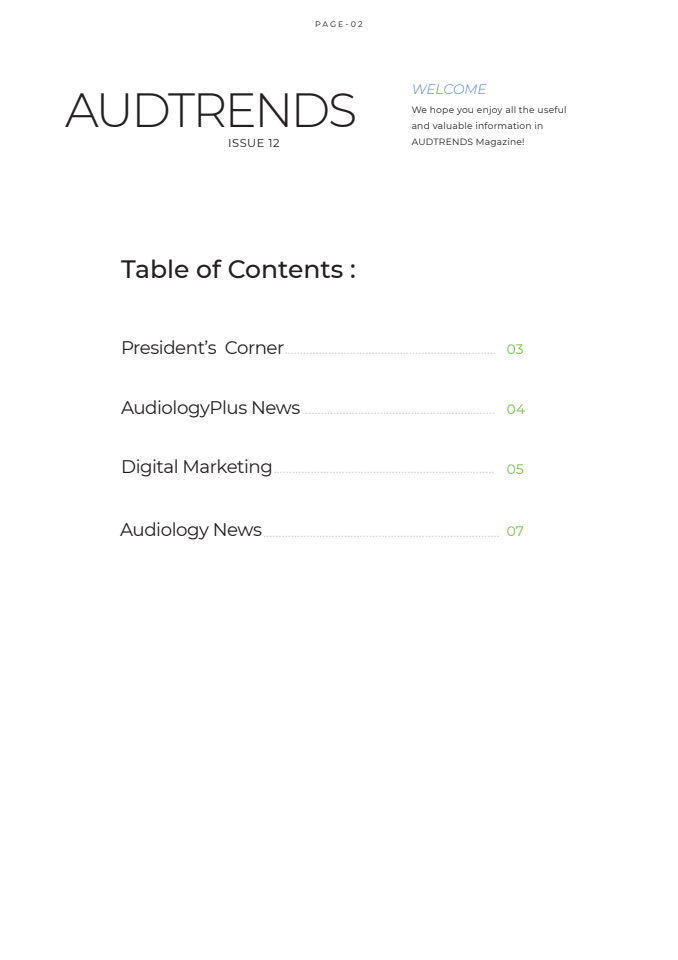 PAGE-02
AUDTRENDS
ISSUE 12
WELCOME
We hope you enjoy all the useful
and valuable information in
AUDTRENDS Magazine!
Table of Contents :
President’s  Corner 03
AudiologyPlus News 04
Digital Marketing 05
Audiology News 07